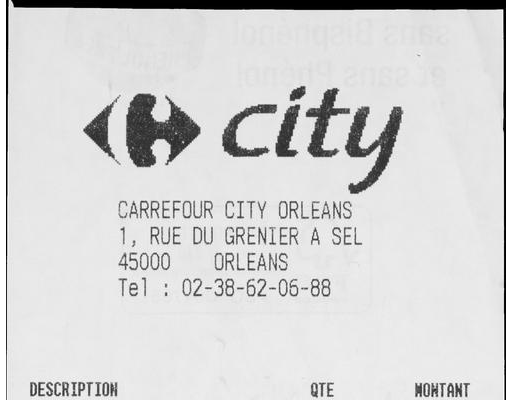 city
CARREFOUR CITY ORLEANS
1, RUE DU GRENIER A SEL
45000 ORLEANS
Tel : 02-38-62-06-88
DESCRIPTION QTE MONTANT
sans Bisphénol
et sans Phénol